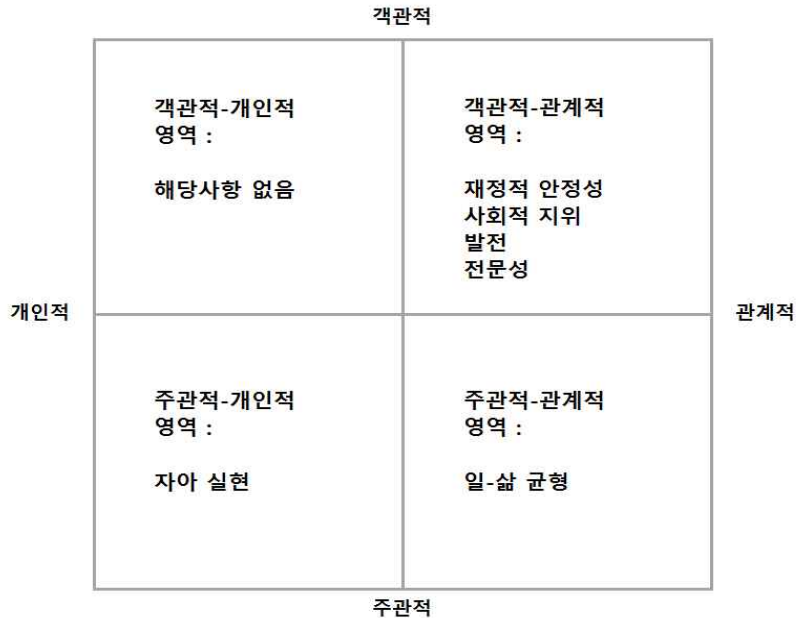 객관적
객관적-개인적
영역 :
해당사항 없음
객관적-관계적
영역 :
재정적 안정성
사회적 지위
발전
전문성
개인적
관계적
주관적-개인적
영역 :
자아 실현
주관적-관계적
영역 :
일-삶 균형
주관적